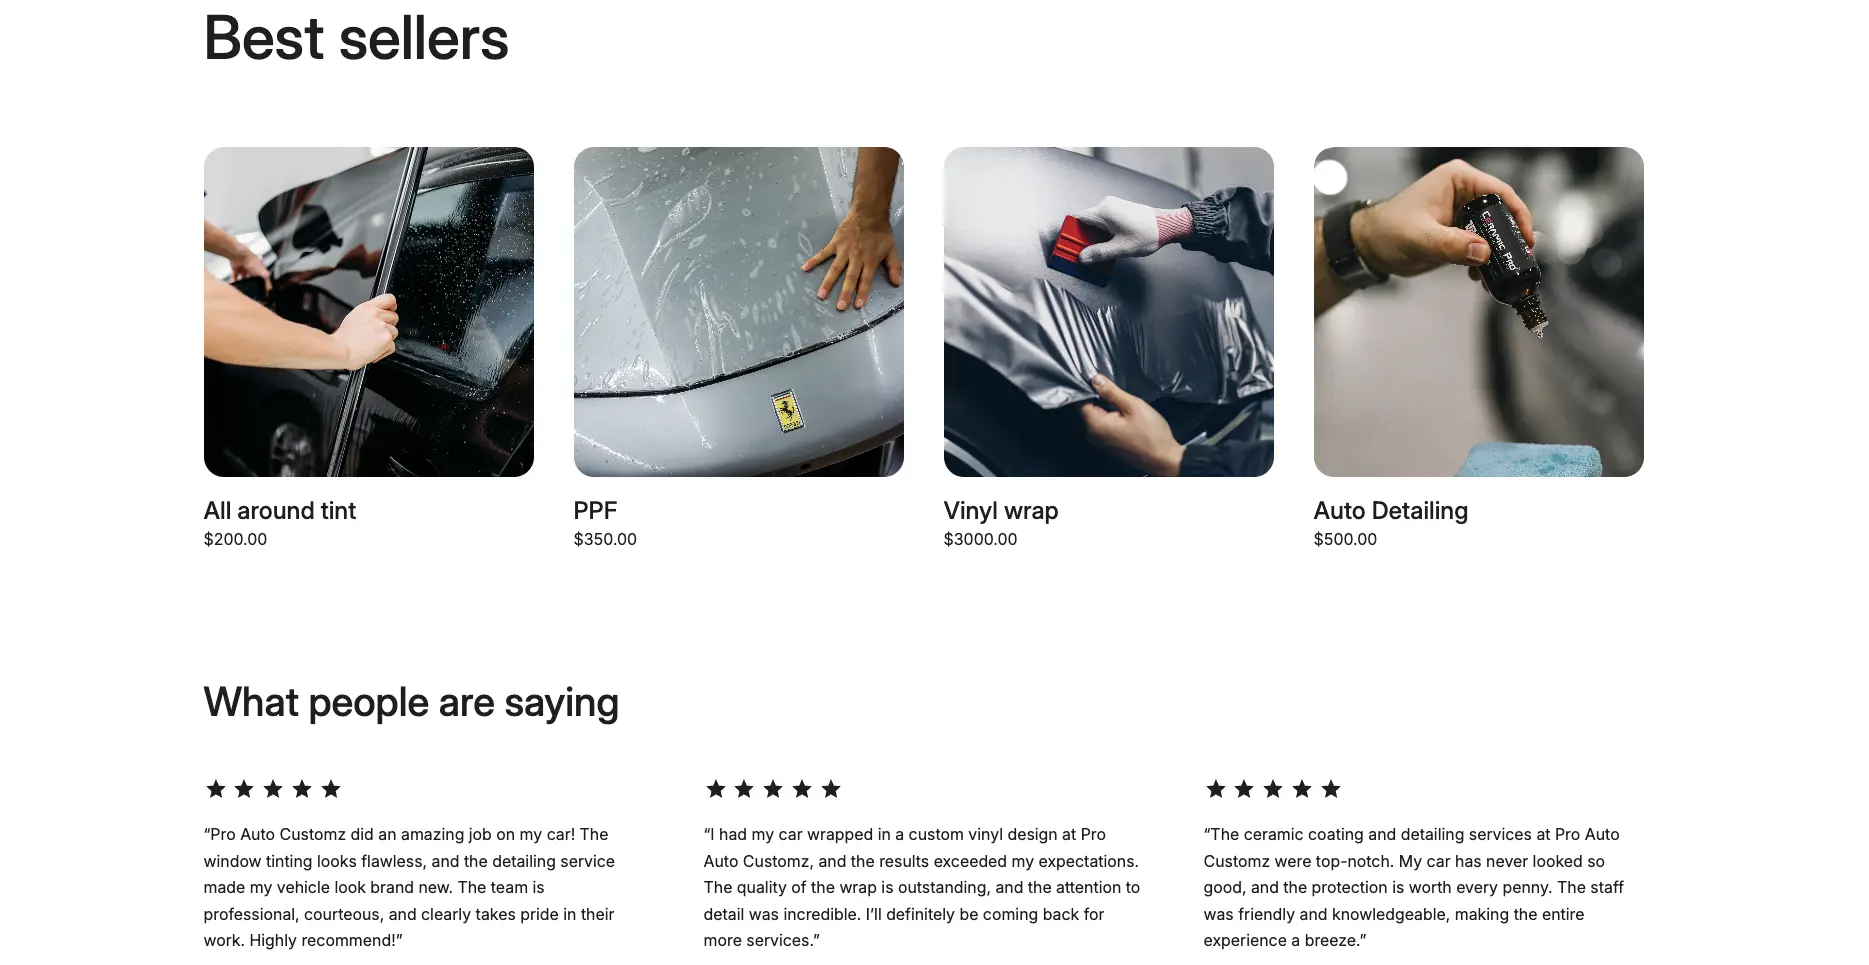 Best sellers
CERAMIC PRO
All around tint
PPF
Vinyl wrap
Auto Detailing
$200.00
$350.00
$3000.00
$500.00
What people are saying
“Pro Auto Customz did an amazing job on my car! The
window tinting looks flawless, and the detailing service
made my vehicle look brand new. The team is
professional, courteous, and clearly takes pride in their
work. Highly recommend!”
“I had my car wrapped in a custom vinyl design at Pro
Auto Customz, and the results exceeded my expectations.
The quality of the wrap is outstanding, and the attention to
detail was incredible. I’ll definitely be coming back for
more services.”
“The ceramic coating and detailing services at Pro Auto
Customz were top-notch. My car has never looked so
good, and the protection is worth every penny. The staff
was friendly and knowledgeable, making the entire
experience a breeze.”